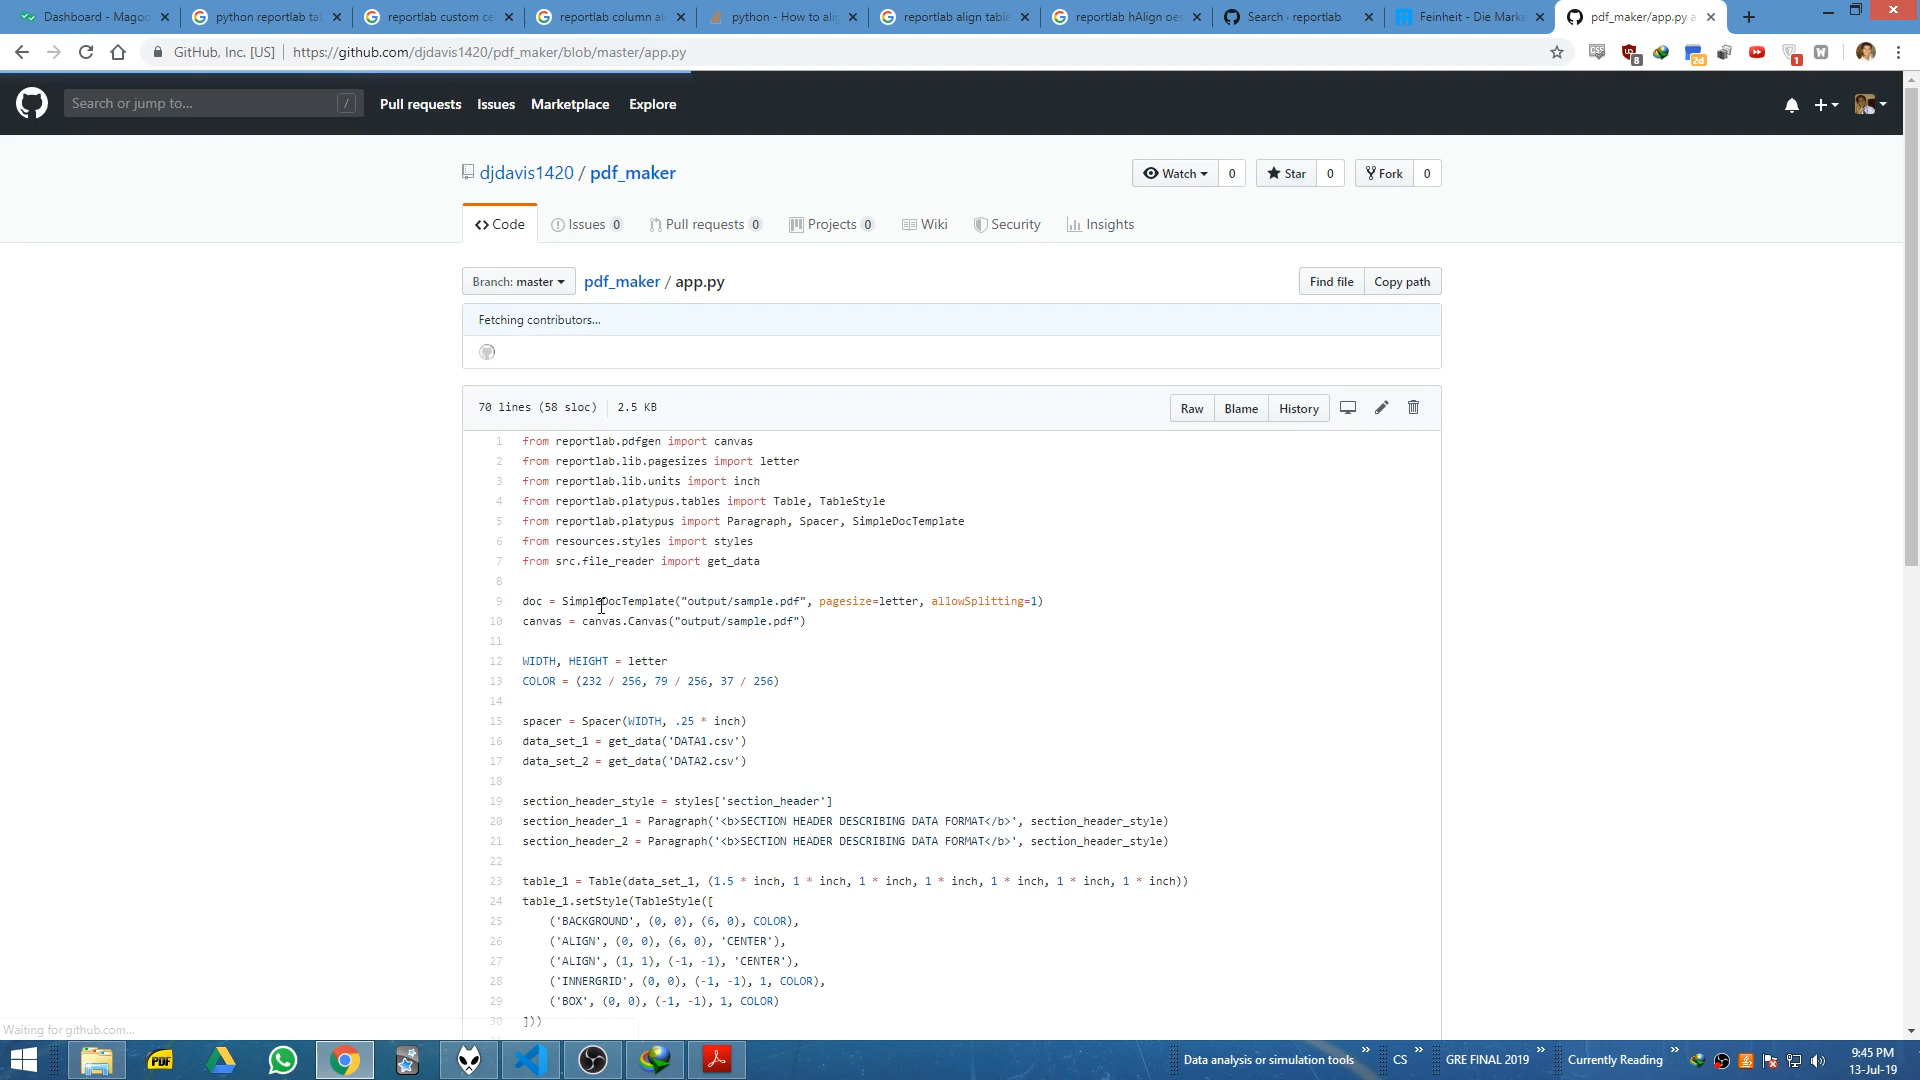 Dashboard - Magoo
python reportlab ta
reportlab custom ce
reportlab column ali
python - How to alig
reportlab align table
reportlab hAlign oes
Search · reportlab
Feinheit - Die Marke
pdf_maker/app.py a
GitHub, Inc. [US] | https://github.com/djdavis1420/pdf_maker/blob/master/app.py
8 2d 1 W
Search or jump to... / Pull requests Issues Marketplace Explore
djdavis1420 / pdf_maker Watch 0 Star 0 Fork 0
Code Issues 0 Pull requests 0 Projects 0 Wiki Security Insights
Branch: master pdf_maker / app.py Find file Copy path
Fetching contributors...
70 lines (58 sloc) 2.5 KB Raw Blame History
1 from reportlab.pdfgen import canvas
2 from reportlab.lib.pagesizes import letter
3 from reportlab.lib.units import inch
4 from reportlab.platypus.tables import Table, TableStyle
5 from reportlab.platypus import Paragraph, Spacer, SimpleDocTemplate
6 from resources.styles import styles
7 from src.file_reader import get_data
8
9 doc = SimpleDocTemplate("output/sample.pdf", pagesize=letter, allowSplitting=1)
10 canvas = canvas.Canvas("output/sample.pdf")
11
12 WIDTH, HEIGHT = letter
13 COLOR = (232 / 256, 79 / 256, 37 / 256)
14
15 spacer = Spacer(WIDTH, .25 * inch)
16 data_set_1 = get_data('DATA1.csv')
17 data_set_2 = get_data('DATA2.csv')
18
19 section_header_style = styles['section_header']
20 section_header_1 = Paragraph('<b>SECTION HEADER DESCRIBING DATA FORMAT</b>', section_header_style)
21 section_header_2 = Paragraph('<b>SECTION HEADER DESCRIBING DATA FORMAT</b>', section_header_style)
22
23 table_1 = Table(data_set_1, (1.5 * inch, 1 * inch, 1 * inch, 1 * inch, 1 * inch, 1 * inch, 1 * inch))
24 table_1.setStyle(TableStyle([
25 ('BACKGROUND', (0, 0), (6, 0), COLOR),
26 ('ALIGN', (0, 0), (6, 0), 'CENTER'),
27 ('ALIGN', (1, 1), (-1, -1), 'CENTER'),
28 ('INNERGRID', (0, 0), (-1, -1), 1, COLOR),
29 ('BOX', (0, 0), (-1, -1), 1, COLOR)
30 ]))
Waiting for github.com...
PDF
Data analysis or simulation tools » CS » GRE FINAL 2019 » Currently Reading »
9:45 PM
13-Jul-19